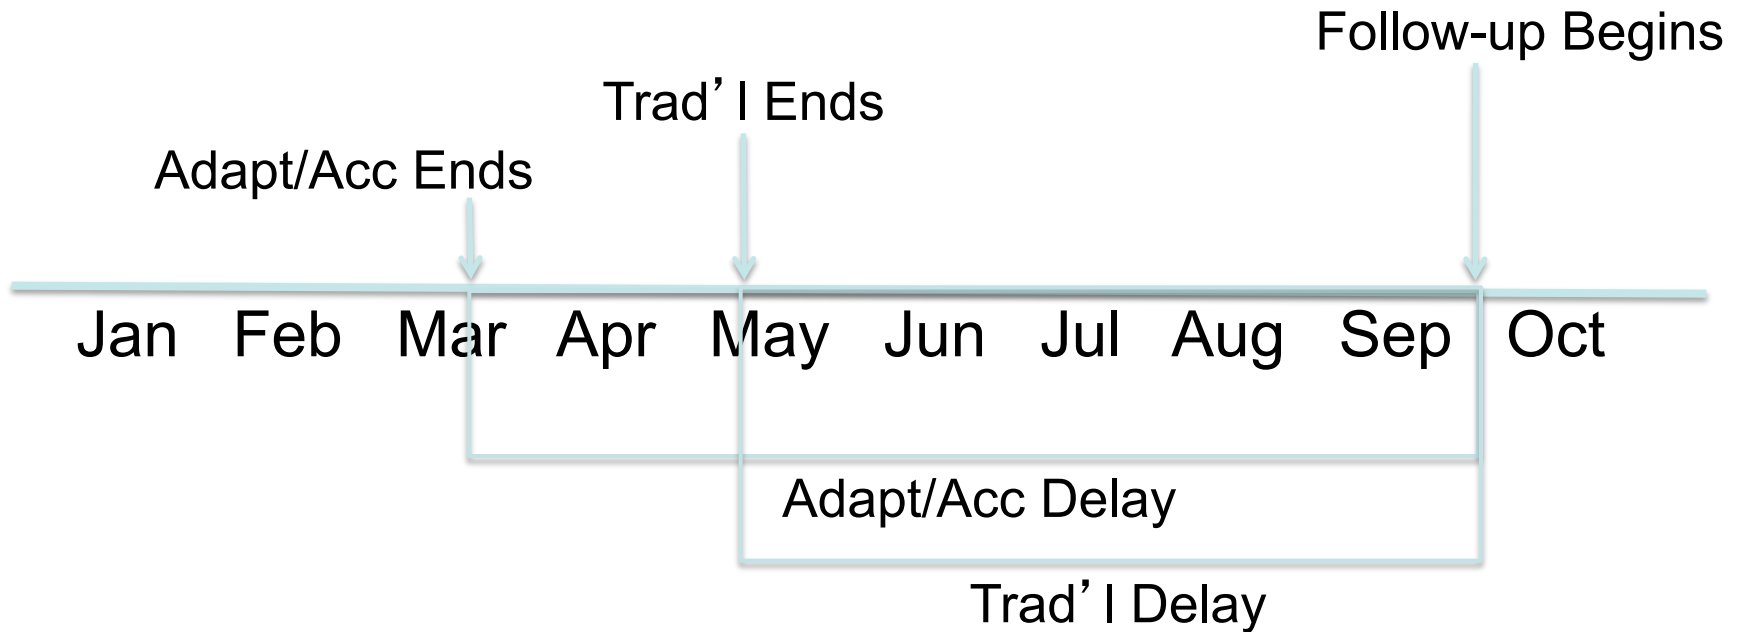 Follow-up Begins
Trad’l Ends
Adapt/Acc Ends
Jan Feb Mar Apr May Jun Jul Aug Sep Oct
Adapt/Acc Delay
Trad’l Delay